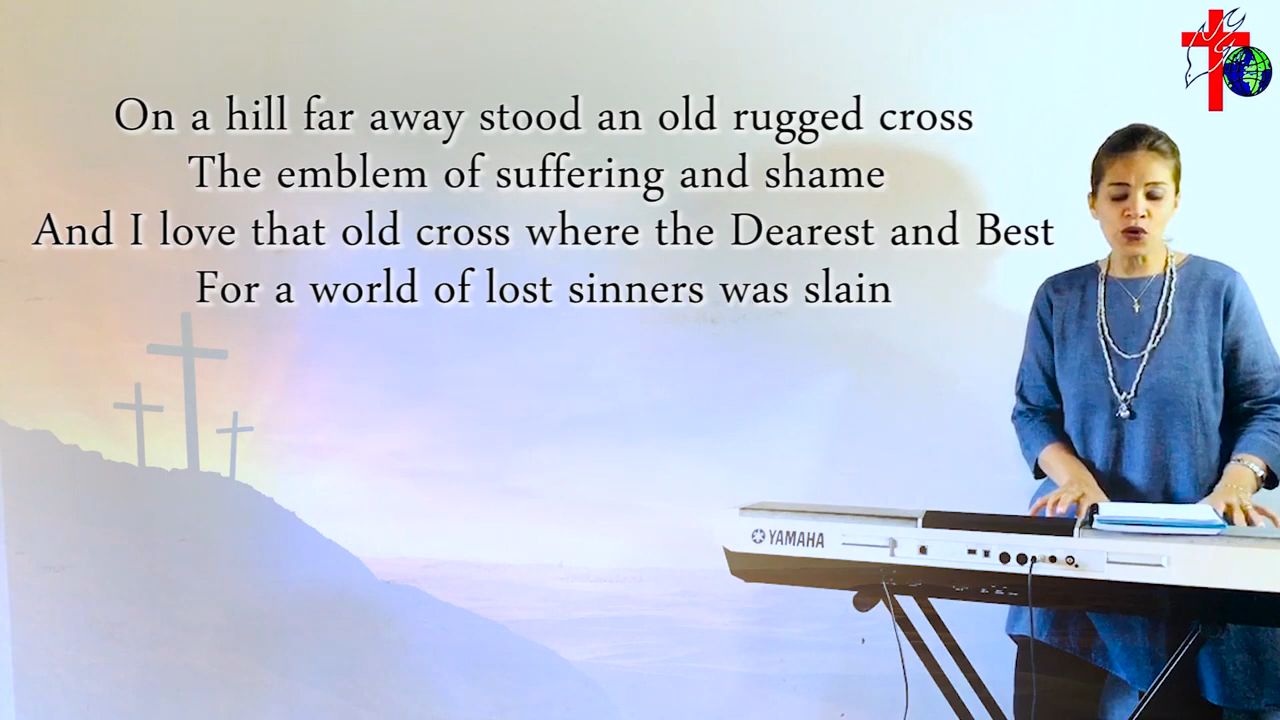 On a hill far away stood an old rugged cross
The emblem of suffering and shame
And I love that old cross where the Dearest and Best
For a world of lost sinners was slain
YAMAHA